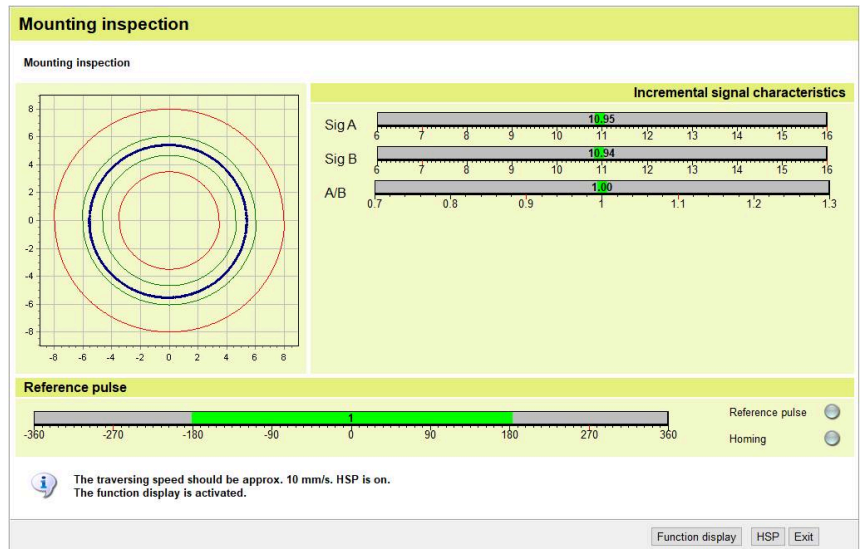 Mounting inspection
Mounting inspection
Incremental signal characteristics
Sig A
10.95
6 7 8 9 10 11 12 13 14 15 16
Sig B
10.94
6 7 8 9 10 11 12 13 14 15 16
A/B
1.00
0.7 0.8 0.9 1 1.1 1.2 1.3
8
6
4
2
0
-2
-4
-6
-8
-8 -6 -4 -2 0 2 4 6 8
Reference pulse
1
-360 -270 -180 -90 0 90 180 270 360
Reference pulse
Homing
The traversing speed should be approx. 10 mm/s. HSP is on.
The function display is activated.
Function display HSP Exit